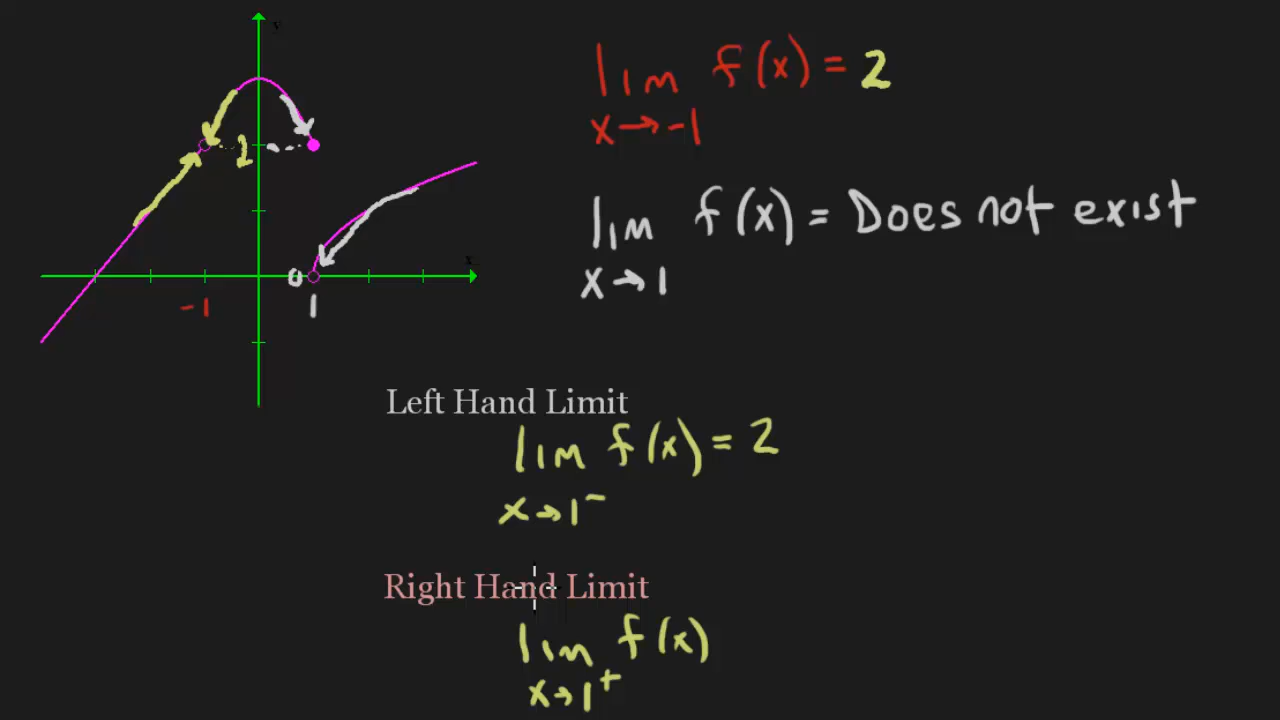 y
lim f(x) = 2
x→-1
2
lim f(x) = Does not exist
x→1
x
0
-1
1
Left Hand Limit
lim f(x) = 2
x→1⁻
Right Hand Limit
lim f(x)
x→1⁺